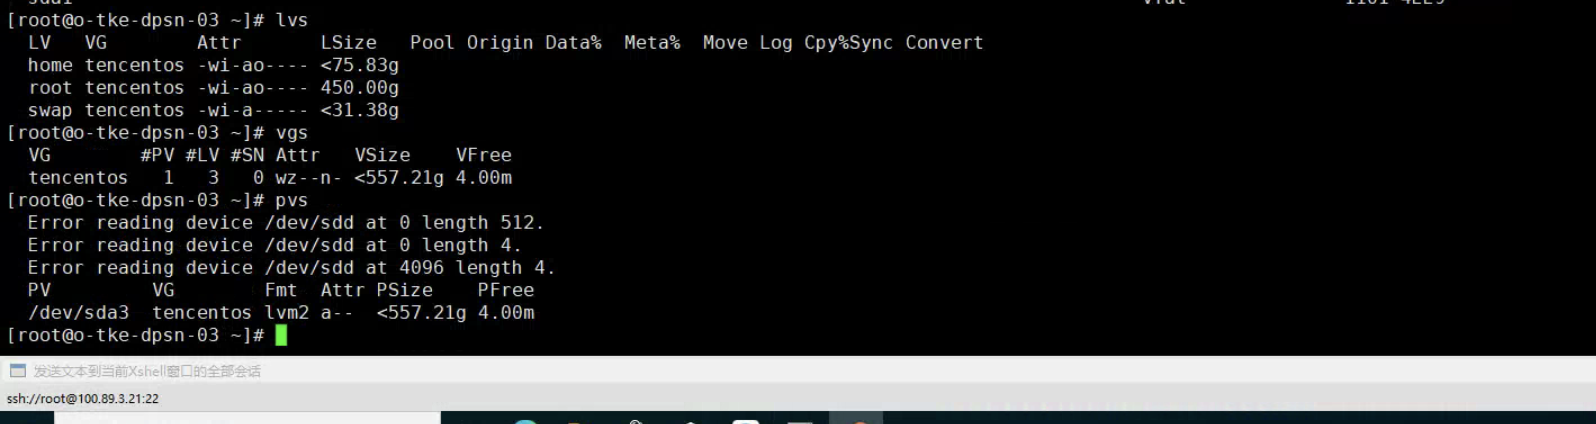 [root@o-tke-dpsn-03 ~]# lvs
LV VG Attr LSize Pool Origin Data% Meta% Move Log Cpy%Sync Convert
home tencentos -wi-ao---- <75.83g
root tencentos -wi-ao---- 450.00g
swap tencentos -wi-a----- <31.38g
[root@o-tke-dpsn-03 ~]# vgs
VG #PV #LV #SN Attr VSize VFree
tencentos 1 3 0 wz--n- <557.21g 4.00m
[root@o-tke-dpsn-03 ~]# pvs
Error reading device /dev/sdd at 0 length 512.
Error reading device /dev/sdd at 0 length 4.
Error reading device /dev/sdd at 4096 length 4.
PV VG Fmt Attr PSize PFree
/dev/sda3 tencentos lvm2 a-- <557.21g 4.00m
[root@o-tke-dpsn-03 ~]#
发送文本到当前Xshell窗口的全部会话
ssh://root@100.89.3.21:22